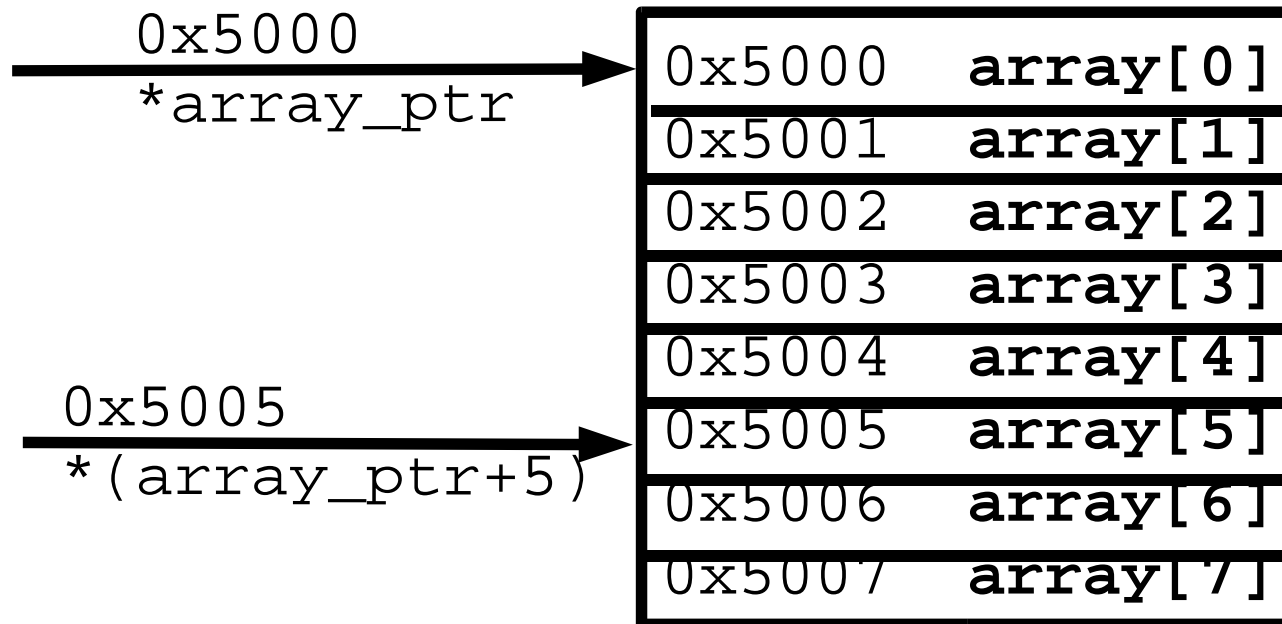 0x5000
*array_ptr
0x5005
*(array_ptr+5)
0x5000 array[0]
0x5001 array[1]
0x5002 array[2]
0x5003 array[3]
0x5004 array[4]
0x5005 array[5]
0x5006 array[6]
0x5007 array[7]